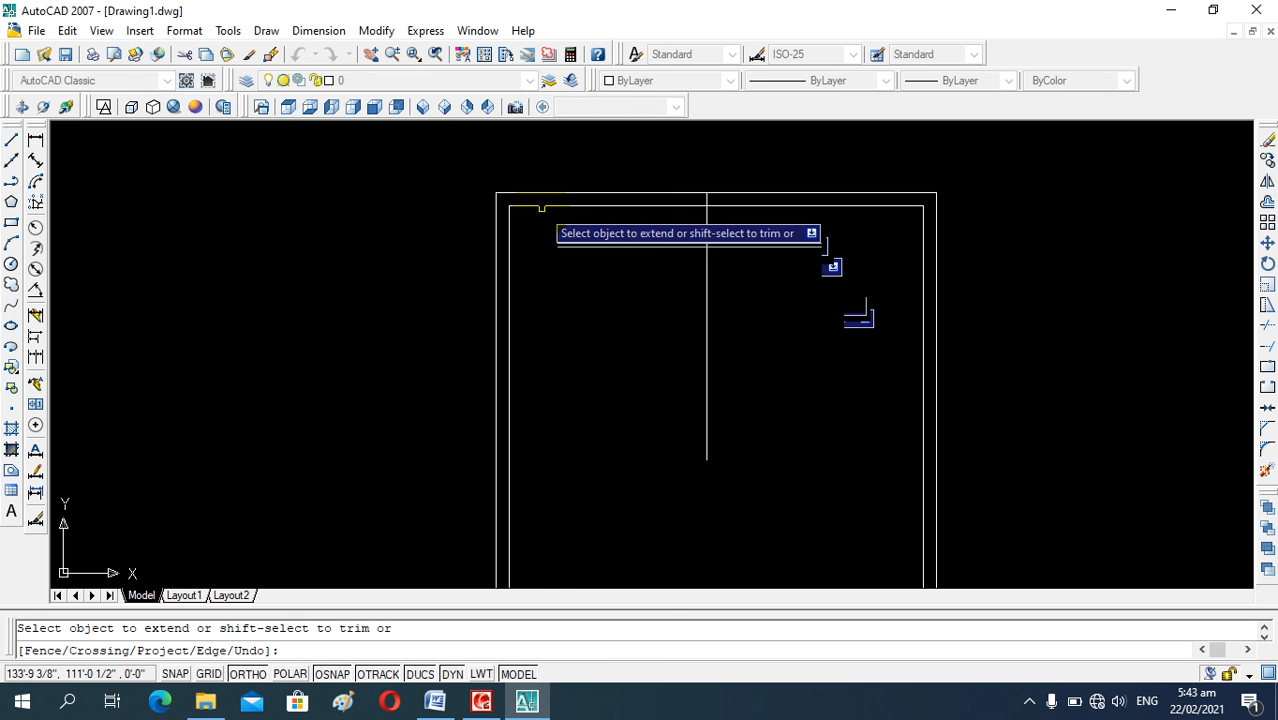 AutoCAD 2007 - [Drawing1.dwg]
File Edit View Insert Format Tools Draw Dimension Modify Express Window Help
Standard ISO-25 Standard
AutoCAD Classic 0 ByLayer ByLayer ByLayer ByColor
Select object to extend or shift-select to trim or
Y
X
Model Layout1 Layout2
Select object to extend or shift-select to trim or
[Fence/Crossing/Project/Edge/Undo]:
133'-9 3/8", 111'-0 1/2", 0'-0" SNAP GRID ORTHO POLAR OSNAP OTRACK DUCS DYN LWT MODEL
ENG
5:43 am
22/02/2021